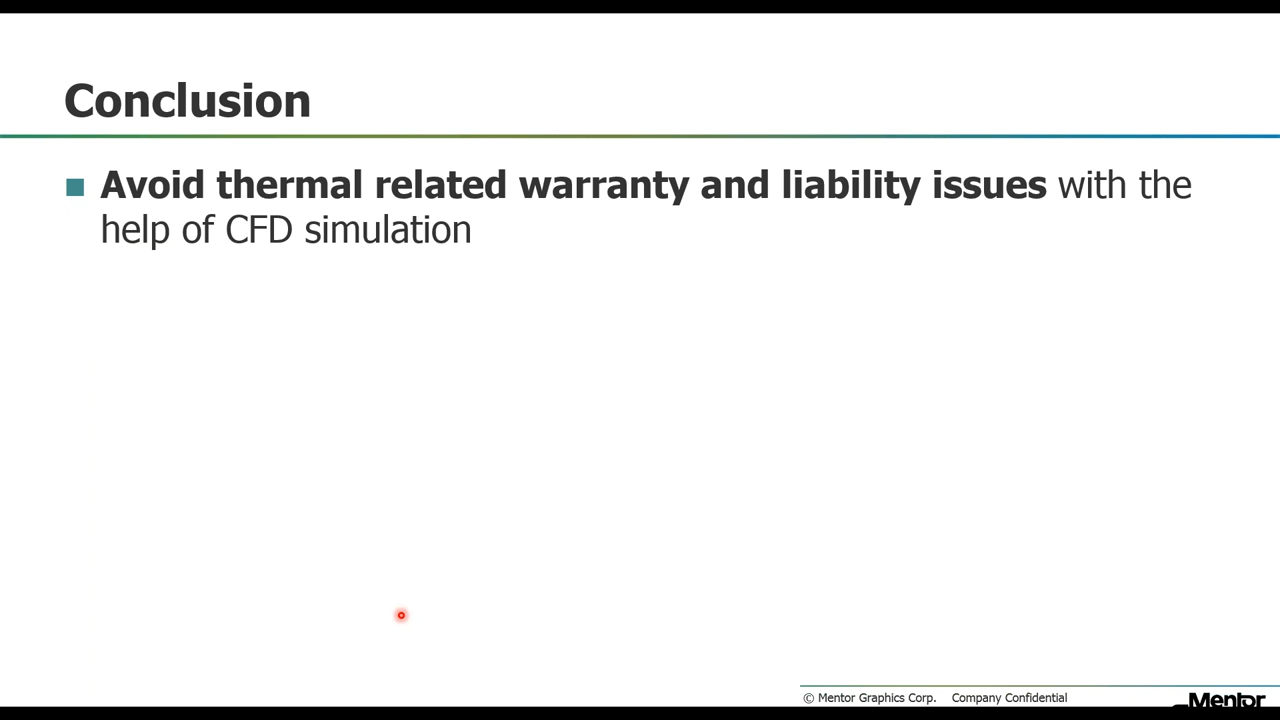 Conclusion
Avoid thermal related warranty and liability issues with the
help of CFD simulation
© Mentor Graphics Corp. Company Confidential
Mentor